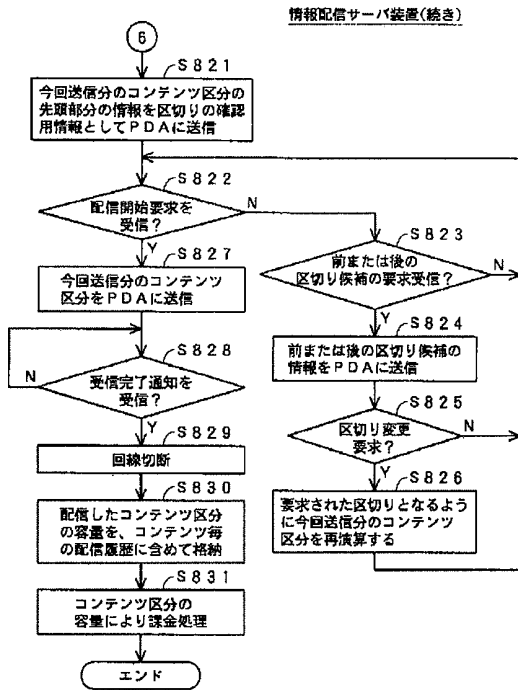 情報配信サーバ装置(続き)
6
S821
今回送信分のコンテンツ区分の
先頭部分の情報を区切りの確認
用情報としてPDAに送信
S822
配信開始要求を
受信?
N
Y
S823
前または後の
区切り候補の要求受信?
N
Y
S827
今回送信分のコンテンツ
区分をPDAに送信
S824
前または後の区切り候補の
情報をPDAに送信
S828
受信完了通知を
受信?
N
Y
S825
区切り変更
要求?
N
Y
S829
回線切断
S826
要求された区切りとなるよう
に今回送信分のコンテンツ
区分を再演算する
S830
配信したコンテンツ区分
の容量を、コンテンツ毎
の配信履歴に含めて格納
S831
コンテンツ区分の
容量により課金処理
エンド